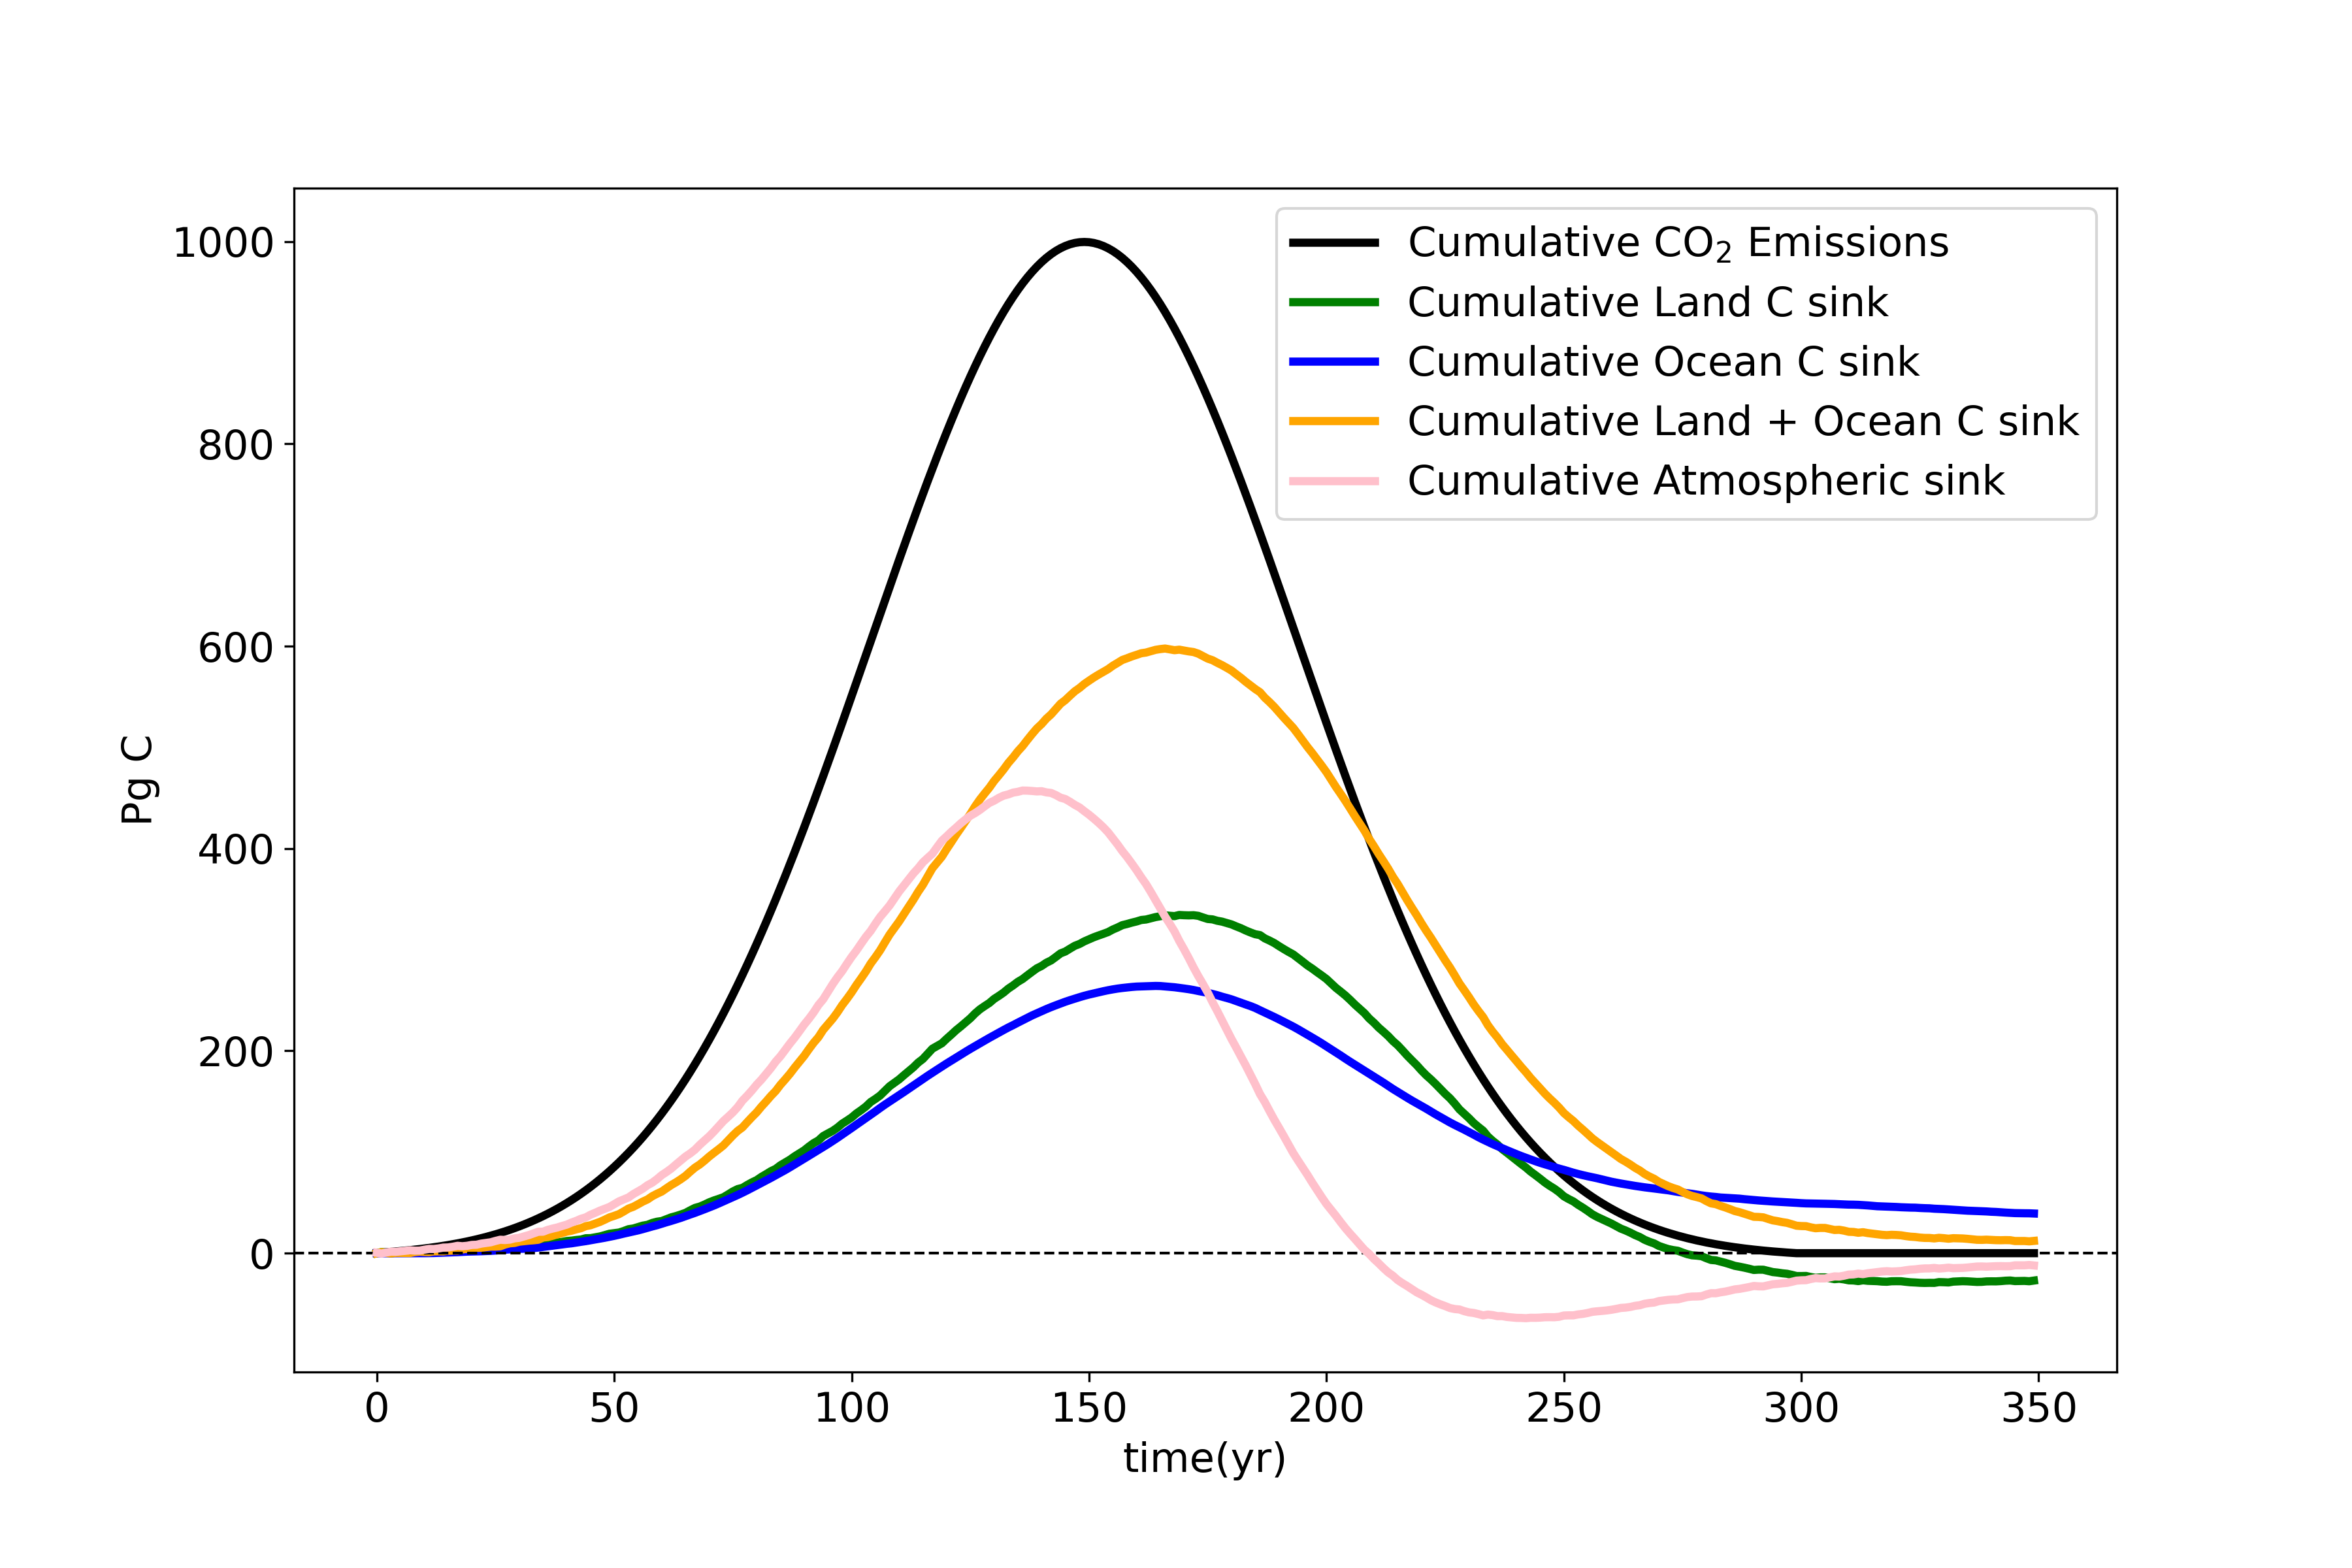 Cumulative CO₂ Emissions
Cumulative Land C sink
Cumulative Ocean C sink
Cumulative Land + Ocean C sink
Cumulative Atmospheric sink
1000
800
600
400
200
0
Pg C
0 50 100 150 200 250 300 350
time(yr)